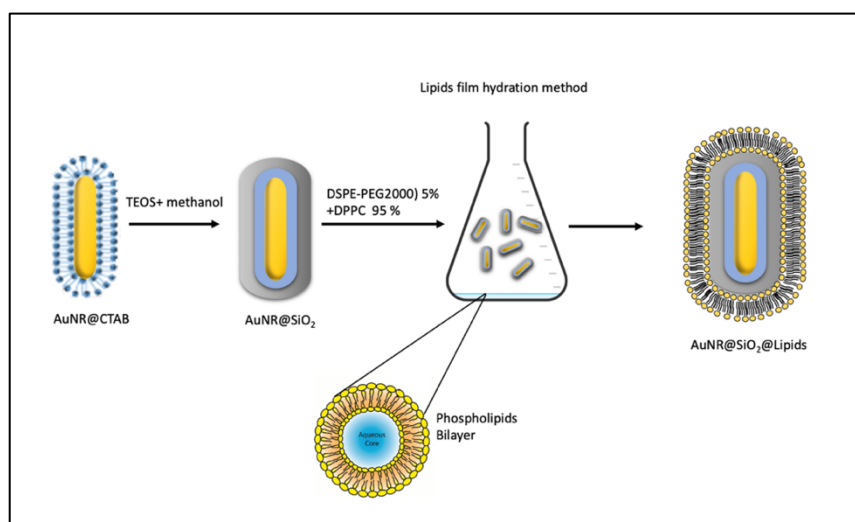 Lipids film hydration method
TEOS+ methanol
DSPE-PEG2000) 5%
+DPPC 95 %
AuNR@CTAB
AuNR@SiO₂
AuNR@SiO₂@Lipids
Aqueous
Core
Phospholipids
Bilayer